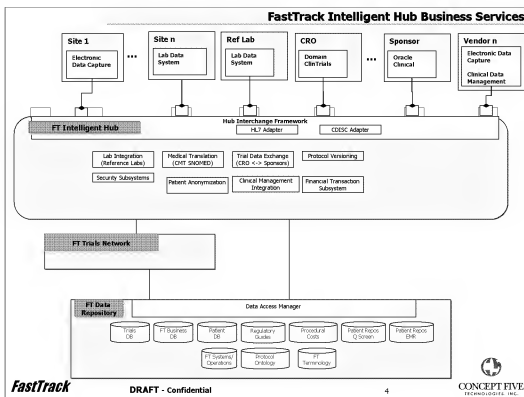 FastTrack Intelligent Hub Business Services
Site 1
Electronic
Data Capture
...
Site n
Lab Data
System
Ref Lab
Lab Data
System
CRO
Domain
ClinTrials
...
Sponsor
Oracle
Clinical
Vendor n
Electronic Data
Capture
Clinical Data
Management
Hub Interchange Framework
FT Intelligent Hub
HL7 Adapter
CDISC Adapter
Lab Integration
(Reference Labs)
Medical Translation
(CMT SNOMED)
Trial Data Exchange
(CRO <-> Sponsors)
Protocol Versioning
Security Subsystems
Patient Anonymization
Clinical Management
Integration
Financial Transaction
Subsystem
FT Trials Network
FT Data
Repository
Data Access Manager
Trials
DB
FT Business
DB
Patient
DB
Regulatory
Guides
Procedural
Costs
Patient Repos
Q Screen
Patient Repos
EMR
FT Systems/
Operations
Protocol
Ontology
FT
Terminology
FastTrack
DRAFT - Confidential
4
CONCEPT FIVE
TECHNOLOGIES, INC.